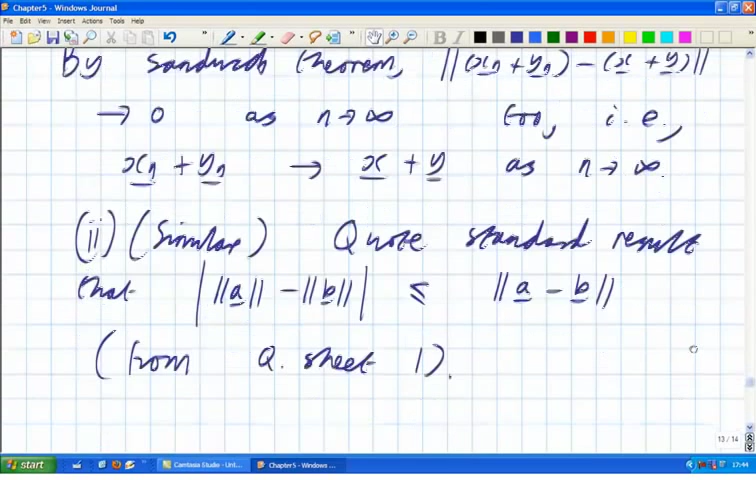 Chapter5 - Windows Journal
File Edit View Insert Actions Tools Help
B I
By Sandwich theorem, ||(xn + yn) - (x + y)||
→ 0 as n → ∞ too, i.e.,
xn + yn → x + y as n → ∞.
(ii) (Similar) Quote standard result
that | ||a|| - ||b|| | ≤ ||a - b||
(from Q. sheet 1).
13 / 14
start Camtasia Studio - Unt... Chapter5 - Windows ... 17:44